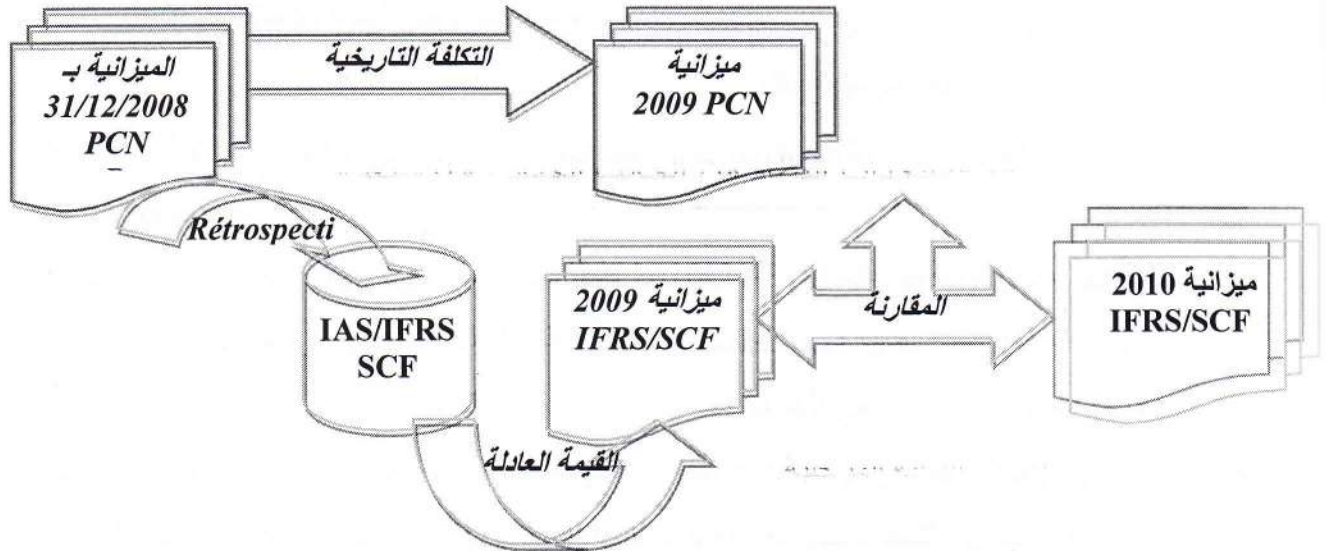 الميزانية بـ
31/12/2008
PCN
التكلفة التاريخية
ميزانية
2009 PCN
Rétrospecti
IAS/IFRS
SCF
ميزانية 2009
IFRS/SCF
المقارنة
ميزانية 2010
IFRS/SCF
القيمة العادلة